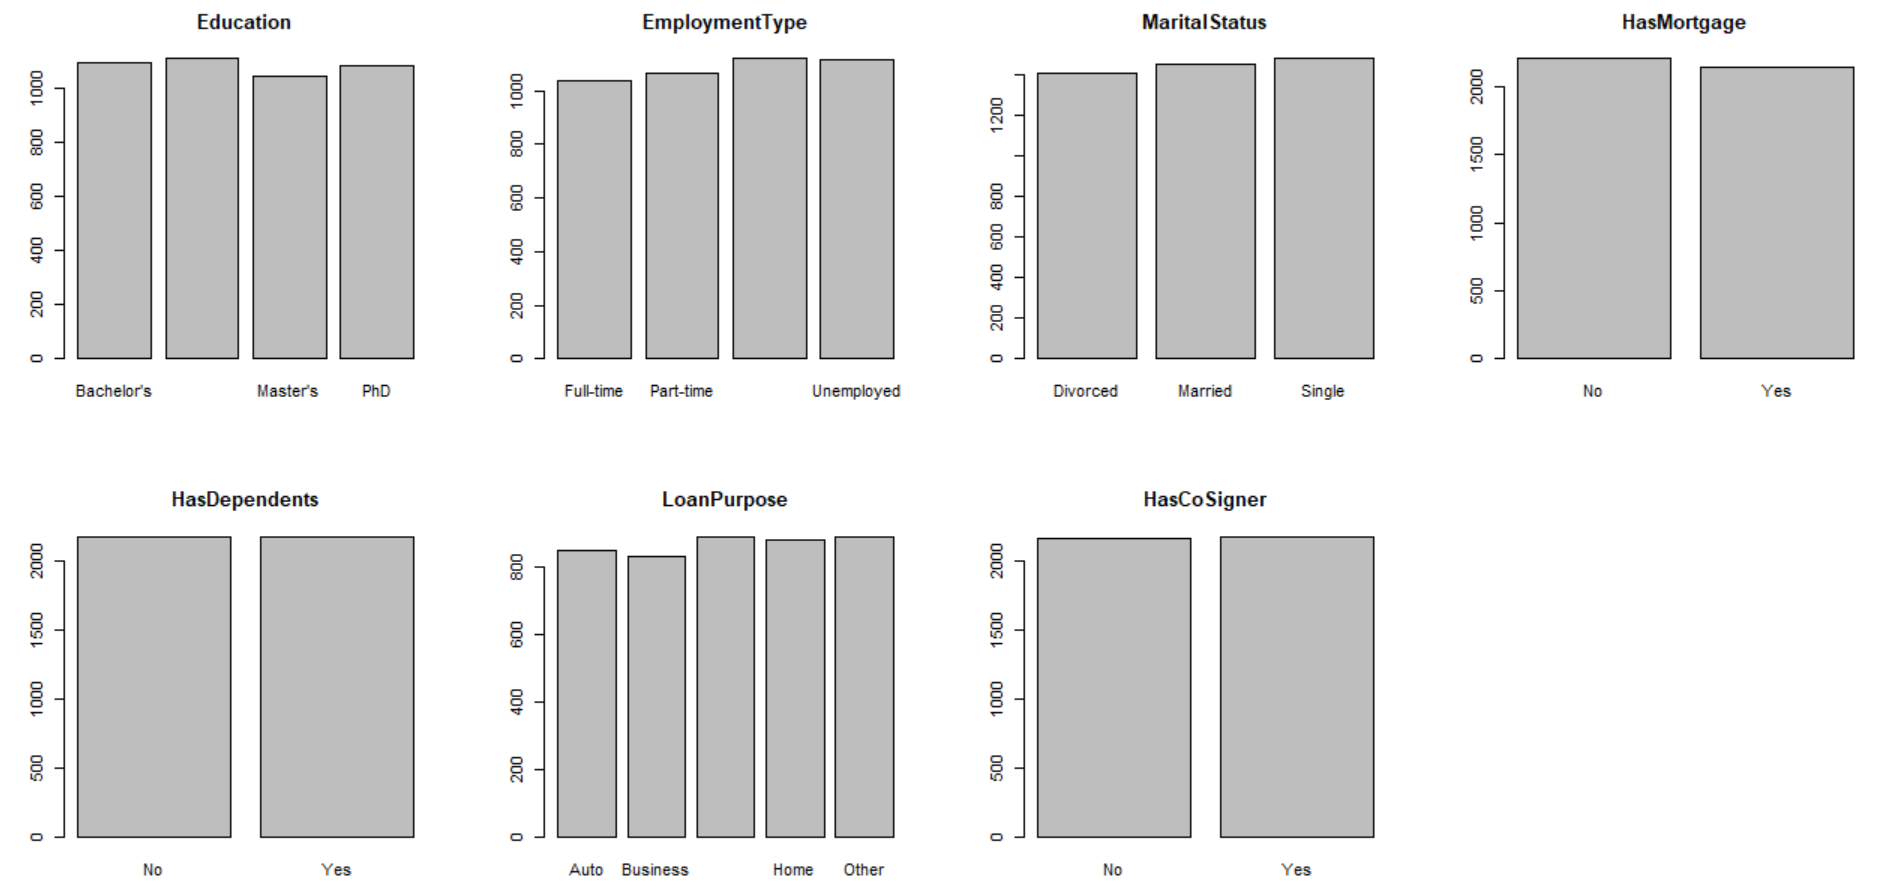 Education
1000
800
600
400
200
0
Bachelor's Master's PhD
EmploymentType
1000
800
600
400
200
0
Full-time Part-time Unemployed
MaritalStatus
1200
800
600
400
200
0
Divorced Married Single
HasMortgage
2000
1500
1000
500
0
No Yes
HasDependents
2000
1500
1000
500
0
No Yes
LoanPurpose
800
600
400
200
0
Auto Business Home Other
HasCoSigner
2000
1500
1000
500
0
No Yes